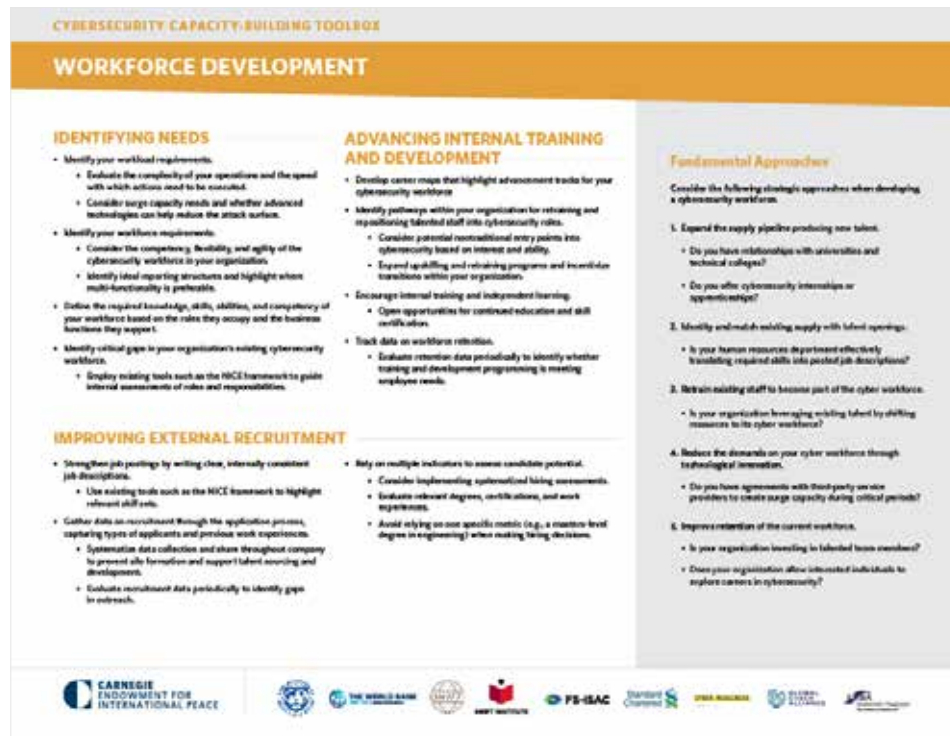 CYBERSECURITY CAPACITY-BUILDING TOOLBOX
WORKFORCE DEVELOPMENT
IDENTIFYING NEEDS
• Identify your workload requirements.
• Evaluate the complexity of your operations and the speed
with which actions need to be executed.
• Consider surge capacity needs and whether advanced
technologies can help reduce the attack surface.
• Identify your workforce requirements.
• Consider the competency, flexibility, and agility of the
cybersecurity workforce in your organization.
• Identify ideal reporting structures and highlight where
multi-functionality is preferable.
• Define the required knowledge, skills, abilities, and competency of
your workforce based on the roles they occupy and the business
functions they support.
• Identify critical gaps in your organization's existing cybersecurity
workforce.
• Employ existing tools such as the NICE framework to guide
internal assessments of roles and responsibilities.
ADVANCING INTERNAL TRAINING
AND DEVELOPMENT
• Develop career maps that highlight advancement tracks for your
cybersecurity workforce
• Identify pathways within your organization for retraining and
repositioning talented staff into cybersecurity roles.
• Consider potential nontraditional entry points into
cybersecurity based on interest and ability.
• Expand upskilling and retraining programs and incentivize
transitions within your organization.
• Encourage internal training and independent learning.
• Open opportunities for continued education and skill
certification.
• Track data on workforce retention.
• Evaluate retention data periodically to identify whether
training and development programming is meeting
employee needs.
IMPROVING EXTERNAL RECRUITMENT
• Strengthen job postings by writing clear, internally consistent
job descriptions.
• Use existing tools such as the NICE framework to highlight
relevant skill sets.
• Gather data on recruitment through the application process,
capturing types of applicants and previous work experiences.
• Systematize data collection and share throughout company
to prevent silo formation and support talent sourcing and
development.
• Evaluate recruitment data periodically to identify gaps
in outreach.
• Rely on multiple indicators to assess candidate potential.
• Consider implementing systematized hiring assessments.
• Evaluate relevant degrees, certifications, and work
experiences.
• Avoid relying on one specific metric (e.g., a masters-level
degree in engineering) when making hiring decisions.
Fundamental Approaches
Consider the following strategic approaches when developing
a cybersecurity workforce.
1. Expand the supply pipeline producing new talent.
• Do you have relationships with universities and
technical colleges?
• Do you offer cybersecurity internships or
apprenticeships?
2. Identify and match existing supply with talent openings.
• Is your human resources department effectively
translating required skills into posted job descriptions?
3. Retrain existing staff to become part of the cyber workforce.
• Is your organization leveraging existing talent by shifting
resources to its cyber workforce?
4. Reduce the demands on your cyber workforce through
technological innovation.
• Do you have agreements with third-party service
providers to create surge capacity during critical periods?
5. Improve retention of the current workforce.
• Is your organization investing in talented team members?
• Does your organization allow interested individuals to
explore careers in cybersecurity?
CARNEGIE
ENDOWMENT FOR
INTERNATIONAL PEACE
THE WORLD BANK
SWIFT INSTITUTE
FS-ISAC
Standard
Chartered
CYBER READINESS
GLOBAL
CYBER
ALLIANCE